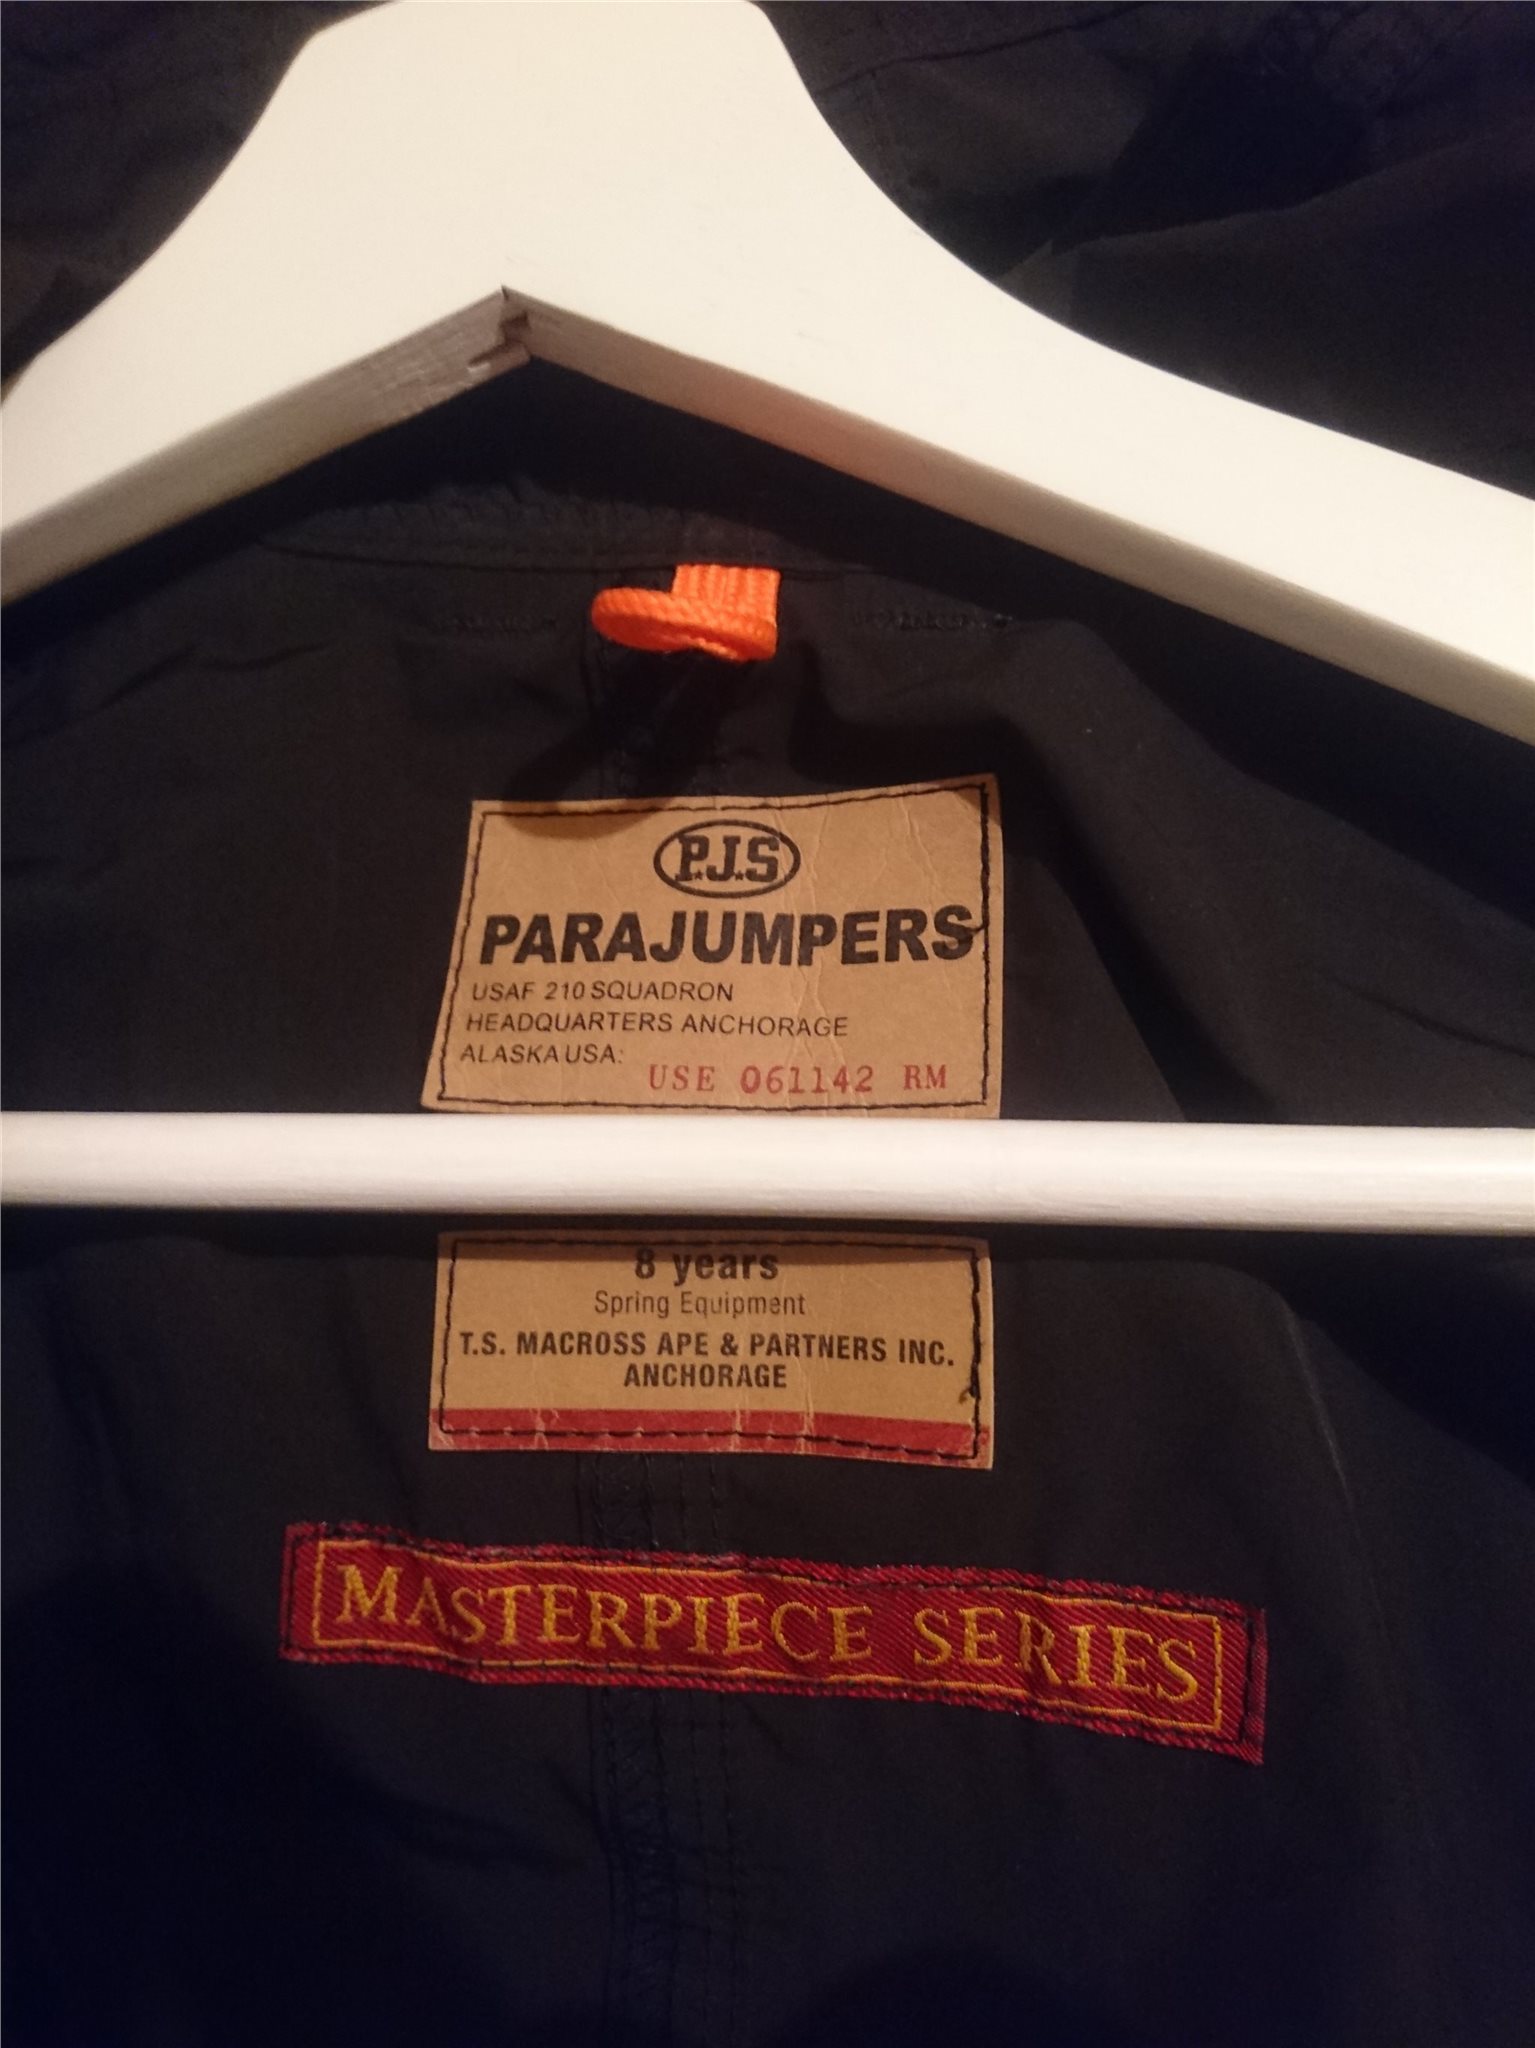 P.J.S
PARAJUMPERS
USAF 210 SQUADRON
HEADQUARTERS ANCHORAGE
ALASKA USA: USE 061142 RM
8 years
Spring Equipment
T.S. MACROSS APE & PARTNERS INC.
ANCHORAGE
MASTERPIECE SERIES